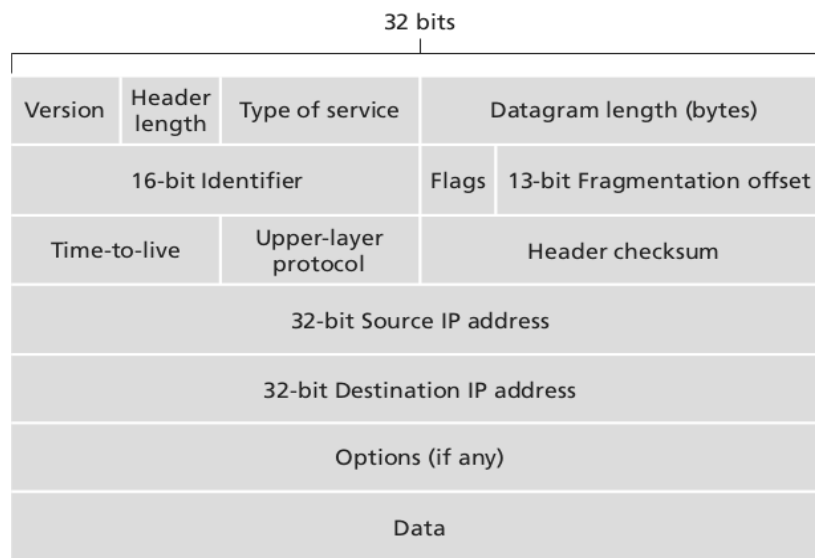 32 bits
Version
Header
length
Type of service
Datagram length (bytes)
16-bit Identifier
Flags
13-bit Fragmentation offset
Time-to-live
Upper-layer
protocol
Header checksum
32-bit Source IP address
32-bit Destination IP address
Options (if any)
Data